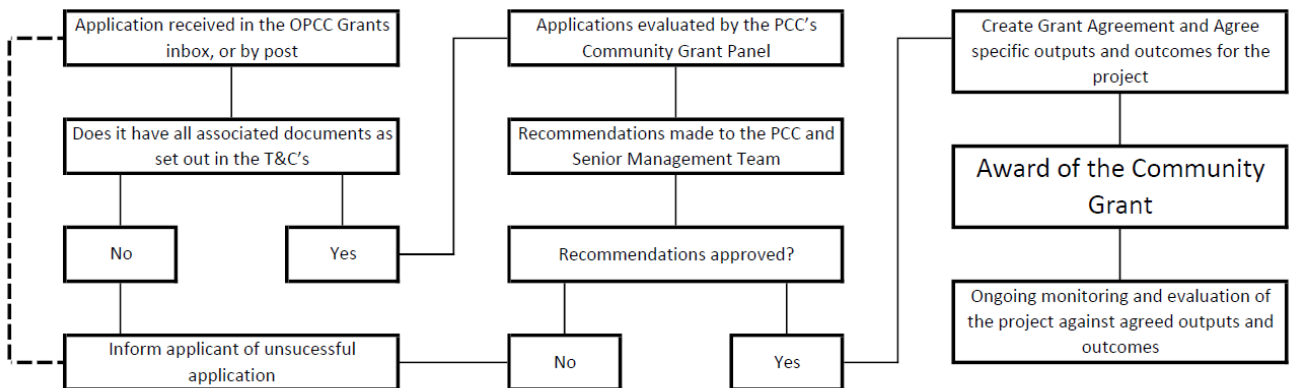 Application received in the OPCC Grants
inbox, or by post
Does it have all associated documents as
set out in the T&C's
No
Yes
Inform applicant of unsucessful
application
Applications evaluated by the PCC's
Community Grant Panel
Recommendations made to the PCC and
Senior Management Team
Recommendations approved?
No
Yes
Create Grant Agreement and Agree
specific outputs and outcomes for the
project
Award of the Community
Grant
Ongoing monitoring and evaluation of
the project against agreed outputs and
outcomes